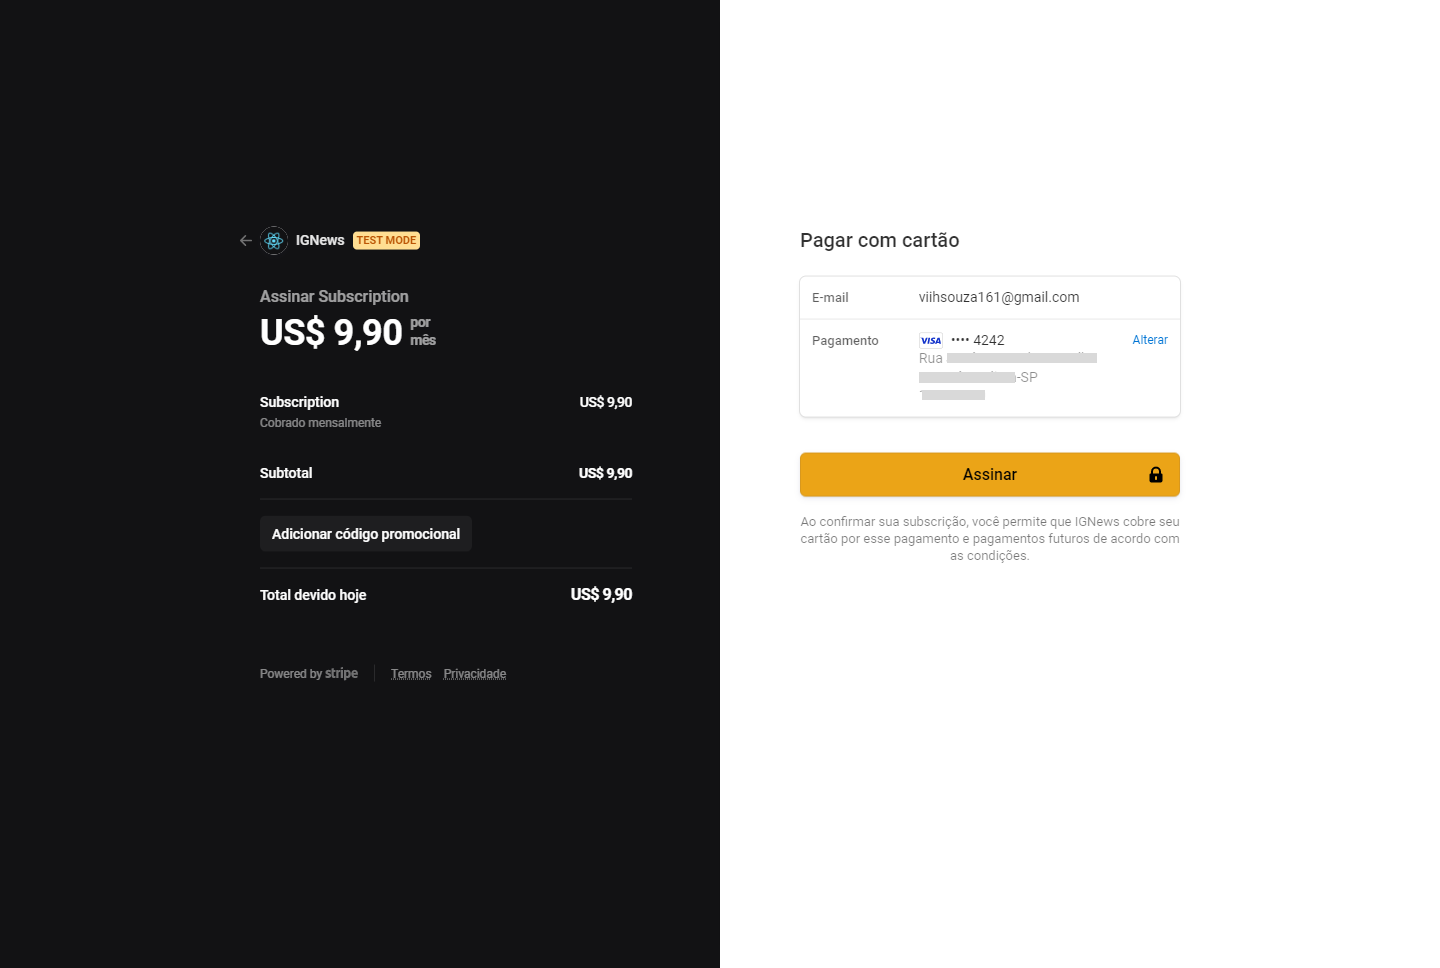 IGNews TEST MODE
Assinar Subscription
US$ 9,90 por mês
Subscription US$ 9,90
Cobrado mensalmente
Subtotal US$ 9,90
Adicionar código promocional
Total devido hoje US$ 9,90
Powered by stripe Termos Privacidade
Pagar com cartão
E-mail viihsouza161@gmail.com
Pagamento VISA •••• 4242 Alterar
Rua
-SP
Assinar
Ao confirmar sua subscrição, você permite que IGNews cobre seu
cartão por esse pagamento e pagamentos futuros de acordo com
as condições.